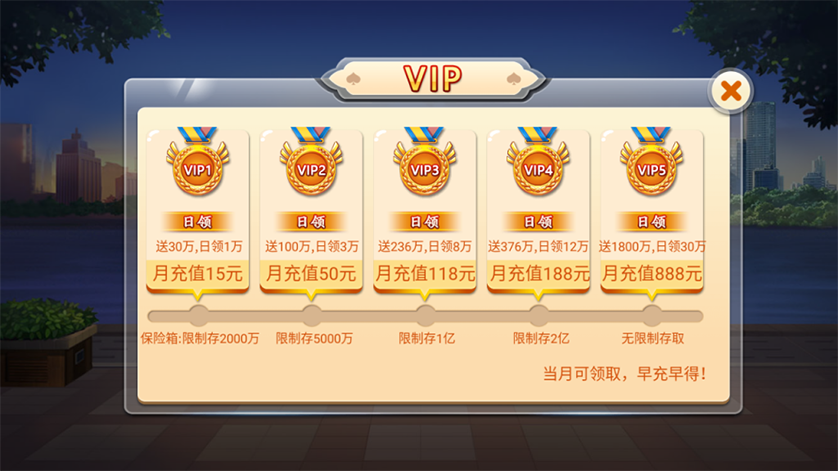 VIP
VIP1
VIP2
VIP3
VIP4
VIP5
日领
日领
日领
日领
日领
送30万,日领1万
送100万,日领3万
送236万,日领8万
送376万,日领12万
送1800万,日领30万
月充值15元
月充值50元
月充值118元
月充值188元
月充值888元
保险箱:限制存2000万
限制存5000万
限制存1亿
限制存2亿
无限制存取
当月可领取，早充早得！